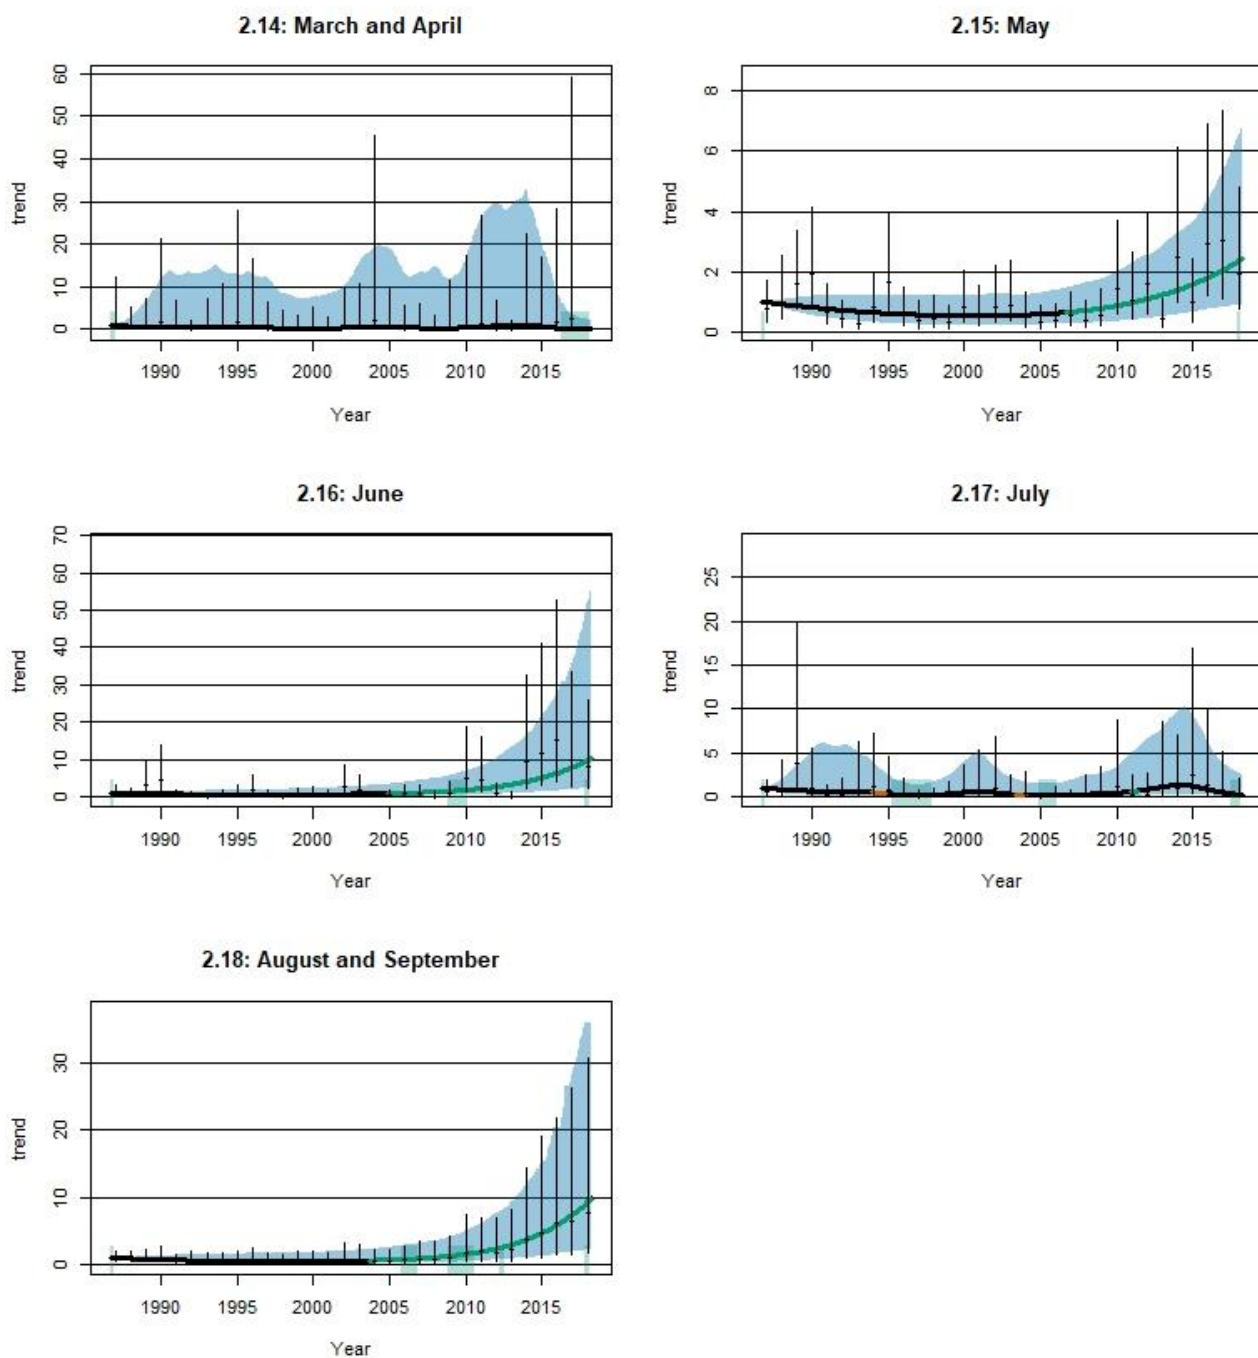 2.14: March and April
60
50
40
30
20
10
0
trend
1990 1995 2000 2005 2010 2015
Year
2.15: May
8
6
4
2
0
trend
1990 1995 2000 2005 2010 2015
Year
2.16: June
70
60
50
40
30
20
10
0
trend
1990 1995 2000 2005 2010 2015
Year
2.17: July
25
20
15
10
5
0
trend
1990 1995 2000 2005 2010 2015
Year
2.18: August and September
30
20
10
0
trend
1990 1995 2000 2005 2010 2015
Year